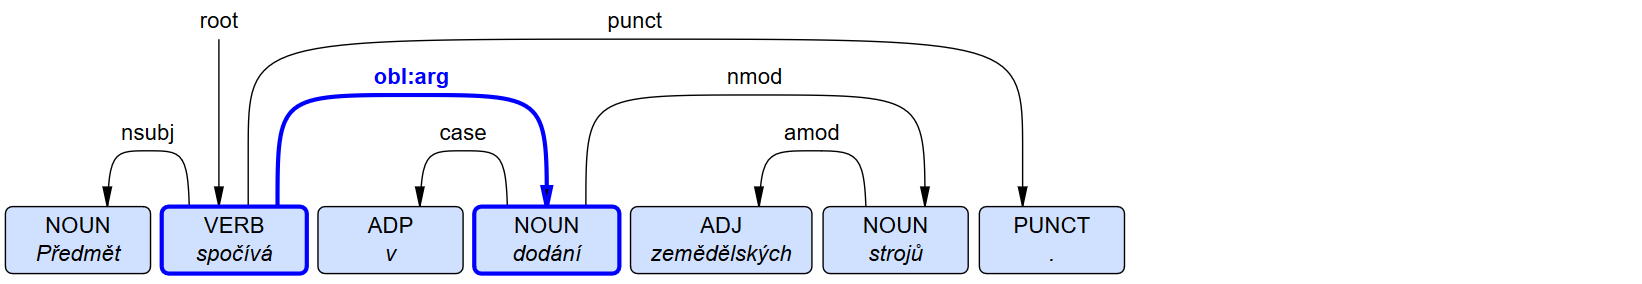 root punct
obl:arg nmod
nsubj case amod
NOUN VERB ADP NOUN ADJ NOUN PUNCT
Předmět spočívá v dodání zemědělských strojů .